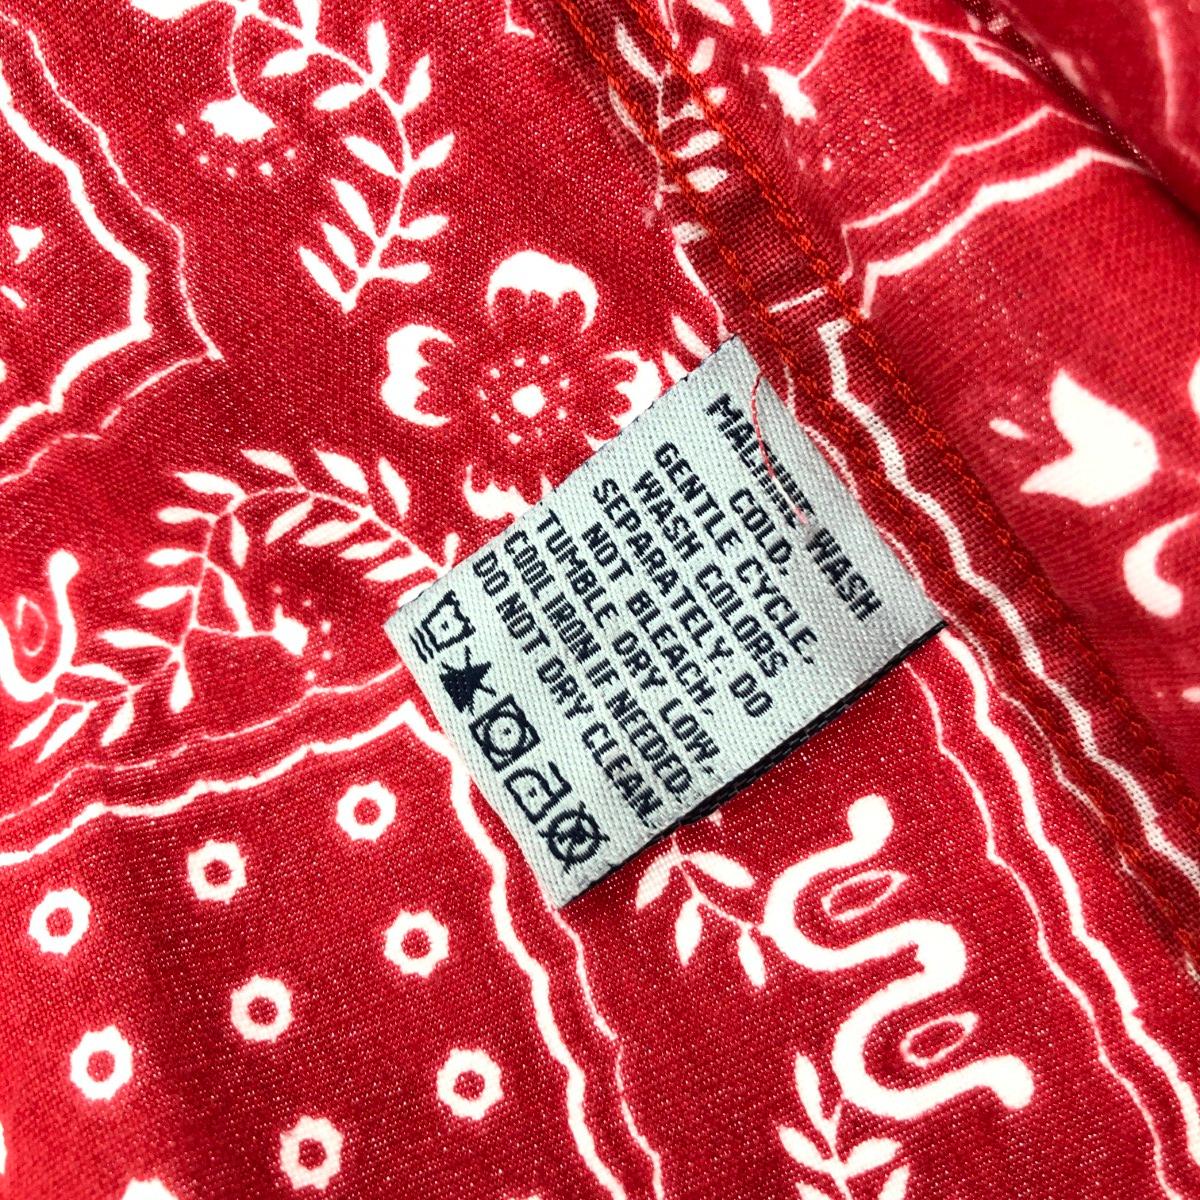 MACHINE WASH
COLD,
GENTLE CYCLE,
WASH COLORS
SEPARATELY. DO
NOT BLEACH,
TUMBLE DRY LOW,
COOL IRON IF NEEDED,
DO NOT DRY CLEAN.